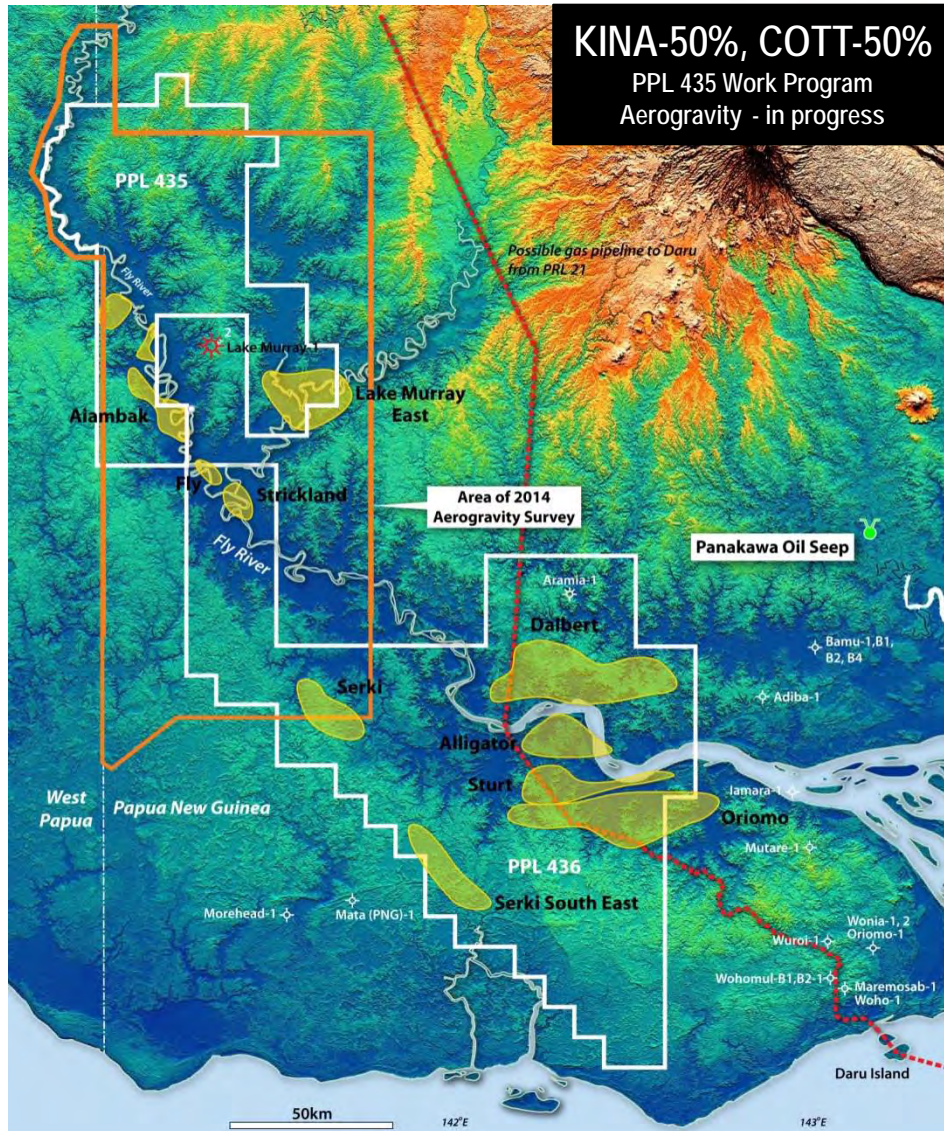 KINA-50%, COTT-50%
PPL 435 Work Program
Aerogravity - in progress
PPL 435
Possible gas pipeline to Daru
from PRL 21
Fly River
2
Lake Murray-1
Lake Murray
East
Aiambak
Fly
Strickland
Area of 2014
Aerogravity Survey
Panakawa Oil Seep
Fly River
Aramia-1
Dalbert
Bamu-1,B1,
B2, B4
Serki
Adiba-1
Alligator
Sturt
Iamara-1
West
Papua
Papua New Guinea
Oriomo
Mutare-1
PPL 436
Serki South East
Morehead-1
Mata (PNG)-1
Wonia-1, 2
Oriomo-1
Wuroi-1
Wohomul-B1,B2-1
Maremosab-1
Woho-1
Daru Island
50km
142°E
143°E